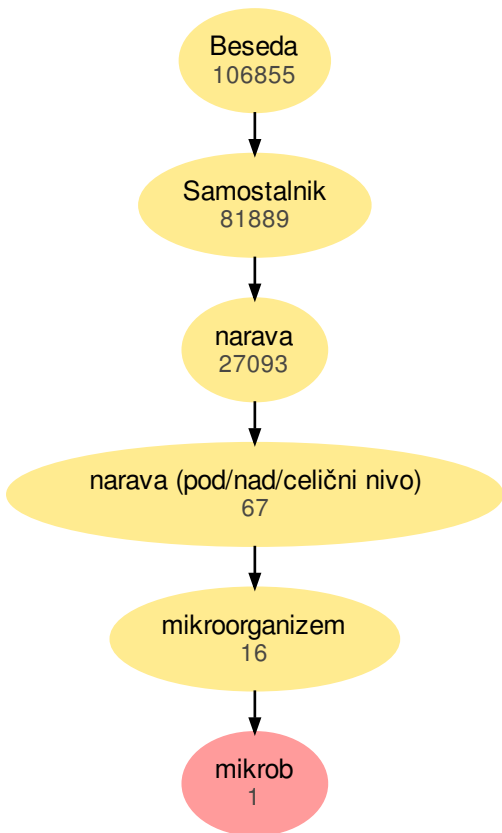 Beseda
106855
Samostalnik
81889
narava
27093
narava (pod/nad/celični nivo)
67
mikroorganizem
16
mikrob
1